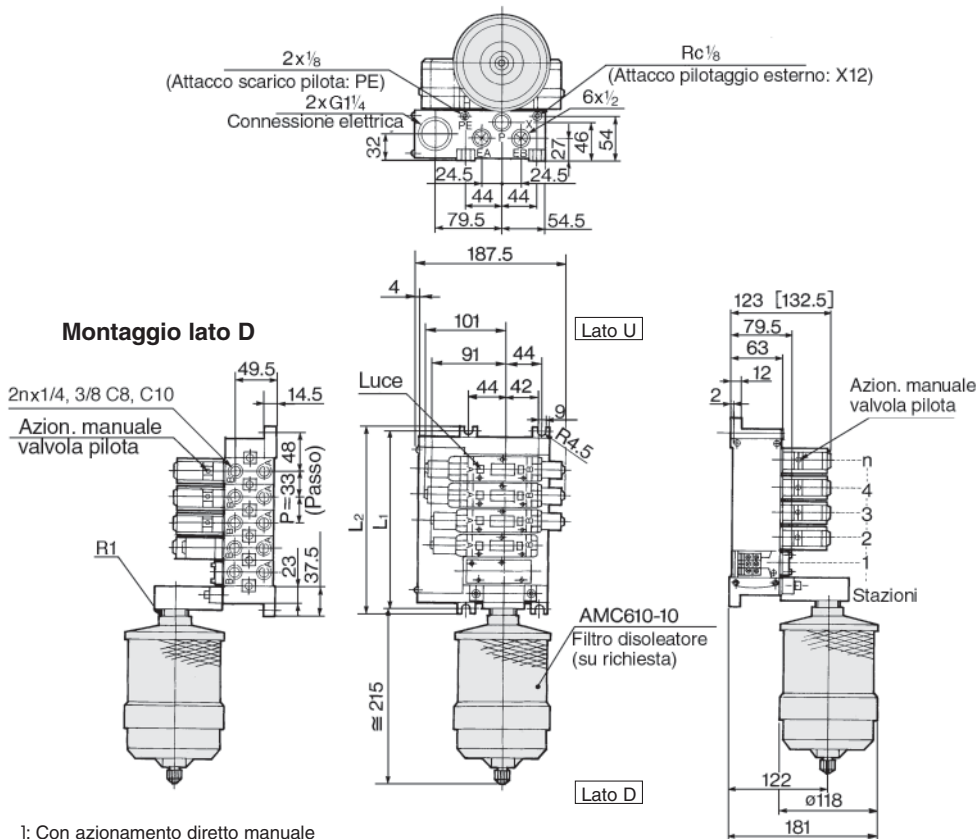 2x⅛
(Attacco scarico pilota: PE)
2xG1¼
Connessione elettrica
Rc⅛
(Attacco pilotaggio esterno: X12)
6x½
PE
X
P
EA
EB
32
27
46
54
24.5
24.5
44
44
79.5
54.5
187.5
4
Lato U
101
91
44
Luce
44
42
9
R4.5
L2
L1
A
B
A
B
A
B
A
B
AMC610-10
Filtro disoleatore
(su richiesta)
≅ 215
Lato D
Montaggio lato D
49.5
2nx1/4, 3/8 C8, C10
14.5
Azion. manuale
valvola pilota
48
P=33
(Passo)
B
A
B
A
B
A
B
A
B
A
R1
23
37.5
123 [132.5]
79.5
63
12
2
Azion. manuale
valvola pilota
n
4
3
2
1
Stazioni
122
ø118
181
]: Con azionamento diretto manuale